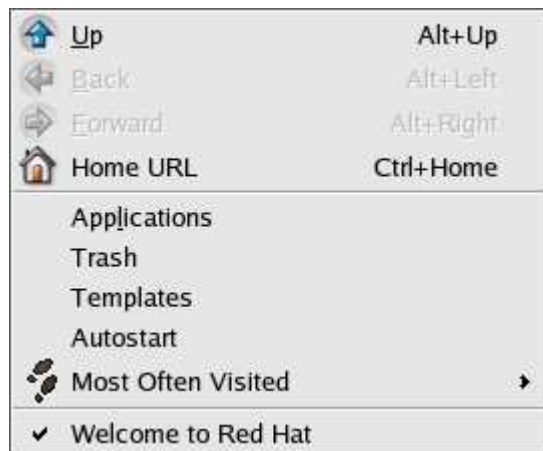 Up Alt+Up
Back Alt+Left
Forward Alt+Right
Home URL Ctrl+Home
Applications
Trash
Templates
Autostart
Most Often Visited
Welcome to Red Hat